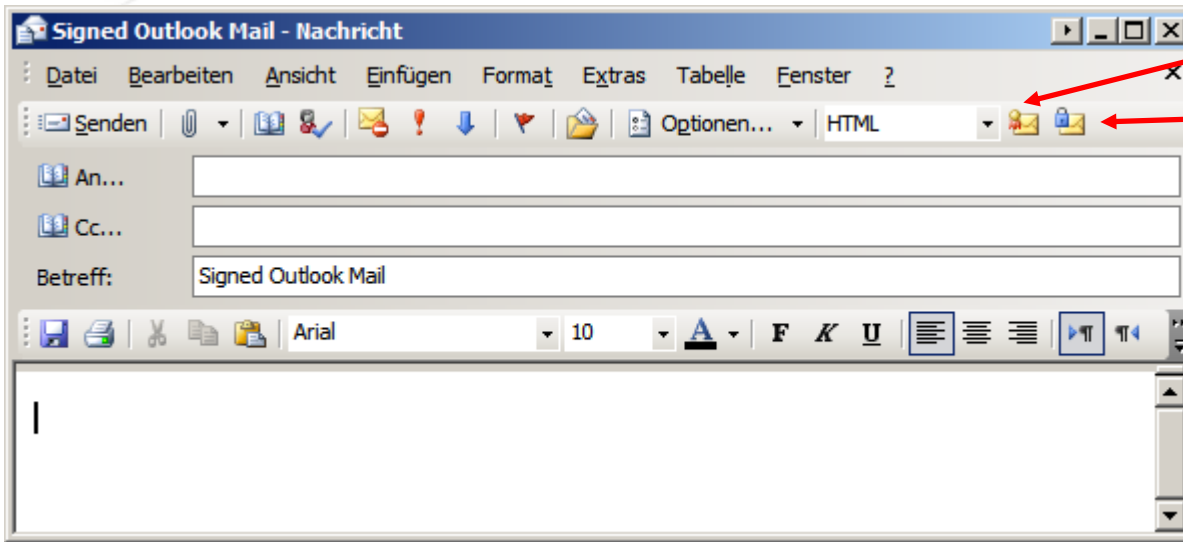 Signed Outlook Mail - Nachricht
Datei Bearbeiten Ansicht Einfügen Format Extras Tabelle Fenster ?
Senden Optionen... HTML
An...
Cc...
Betreff: Signed Outlook Mail
Arial 10 A F K U